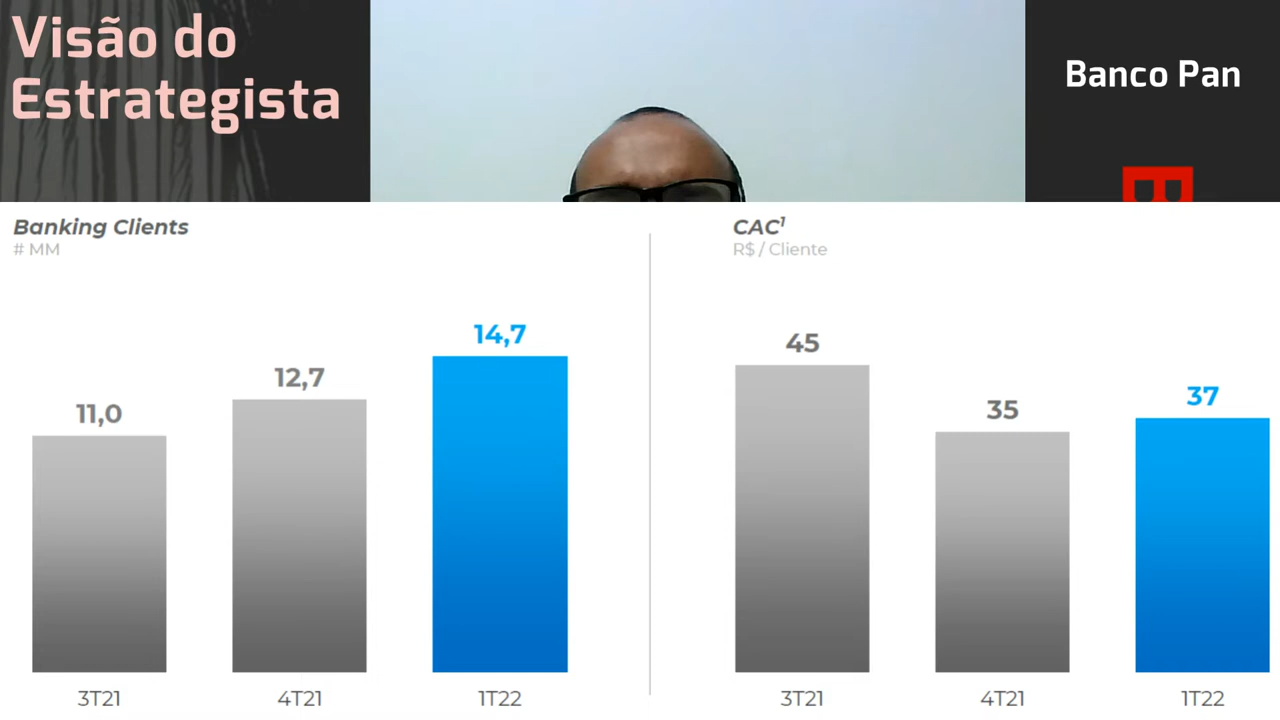 Visão do
Estrategista
Banco Pan
Banking Clients
# MM
11,0
12,7
14,7
3T21
4T21
1T22
CAC¹
R$ / Cliente
45
35
37
3T21
4T21
1T22